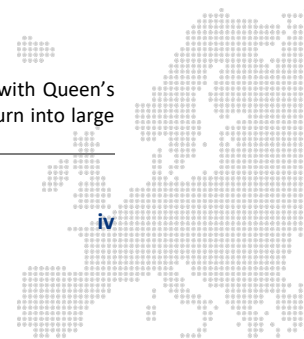 with Queen’s
urn into large
iv